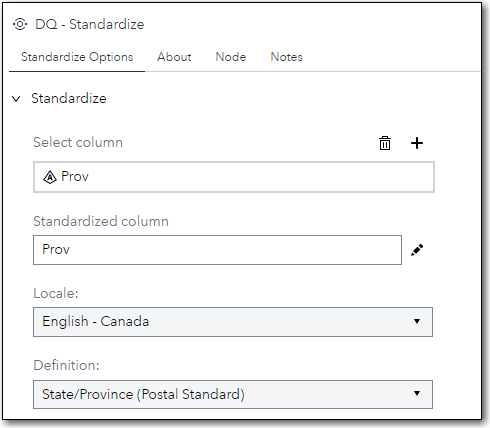 DQ - Standardize
Standardize Options About Node Notes
Standardize
Select column
Prov
Standardized column
Prov
Locale:
English - Canada
Definition:
State/Province (Postal Standard)